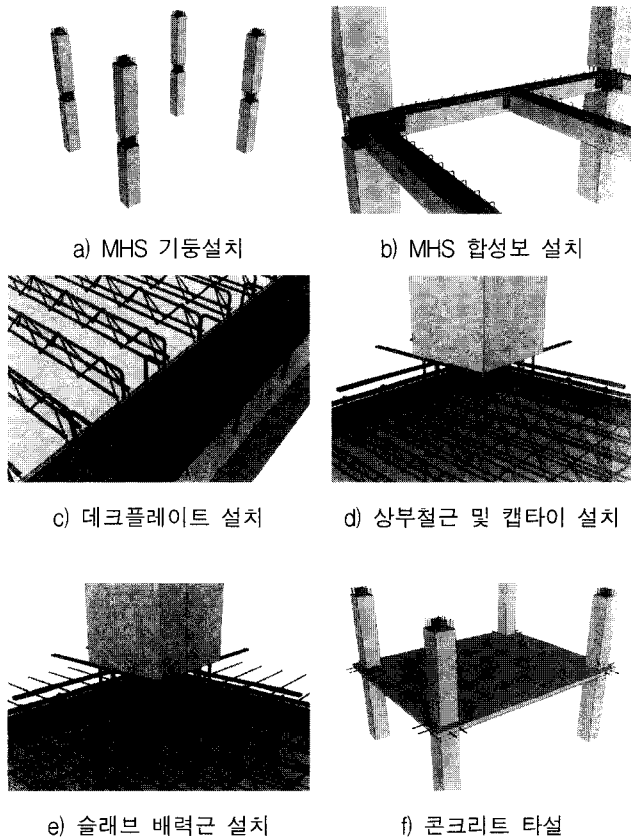 a) MHS 기둥설치
b) MHS 합성보 설치
c) 데크플레이트 설치
d) 상부철근 및 캡타이 설치
e) 슬래브 배력근 설치
f) 콘크리트 타설